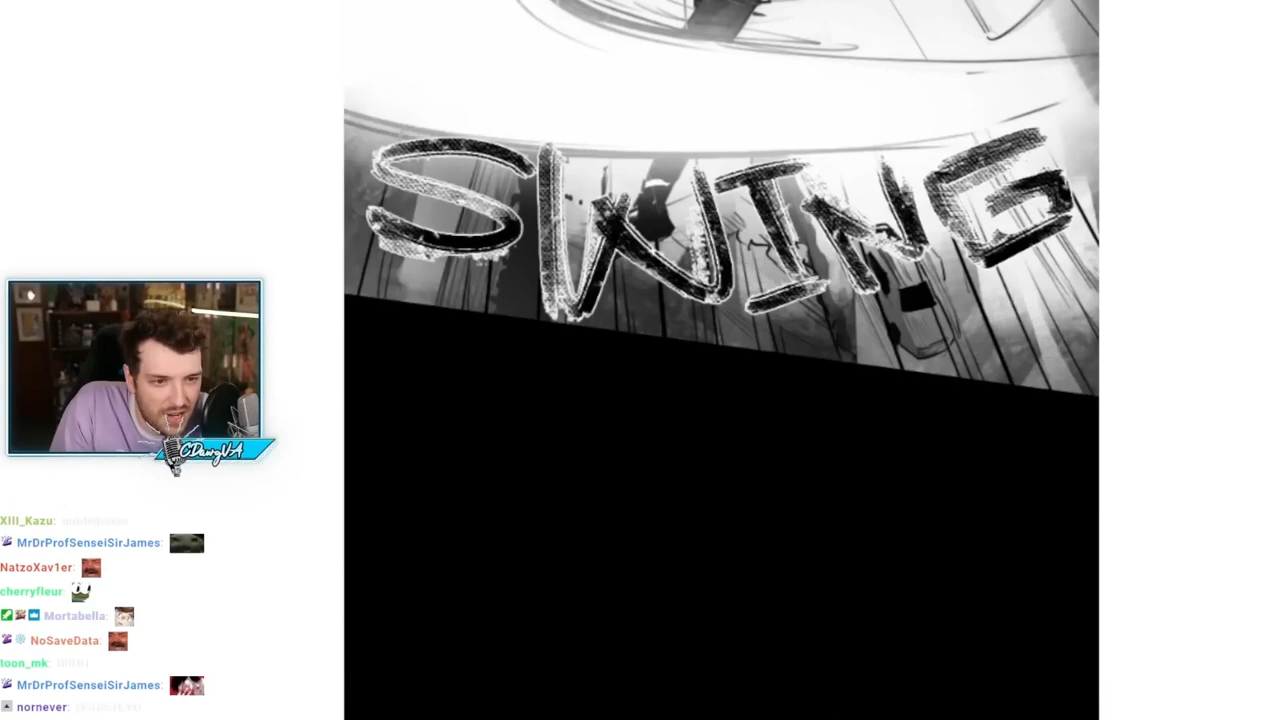 SWING
CDawgVA
XIII_Kazu:
MrDrProfSenseiSirJames:
NatzoXav1er:
cherryfleur:
Mortabella:
NoSaveData:
toon_mk:
MrDrProfSenseiSirJames:
nornever: